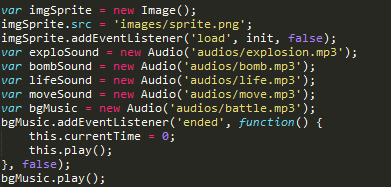 var imgSprite = new Image();
imgSprite.src = 'images/sprite.png';
imgSprite.addEventListener('load', init, false);
var exploSound = new Audio('audios/explosion.mp3');
var bombSound = new Audio('audios/bomb.mp3');
var lifeSound = new Audio('audios/life.mp3');
var moveSound = new Audio('audios/move.mp3');
var bgMusic = new Audio('audios/battle.mp3');
bgMusic.addEventListener('ended', function() {
    this.currentTime = 0;
    this.play();
}, false);
bgMusic.play();